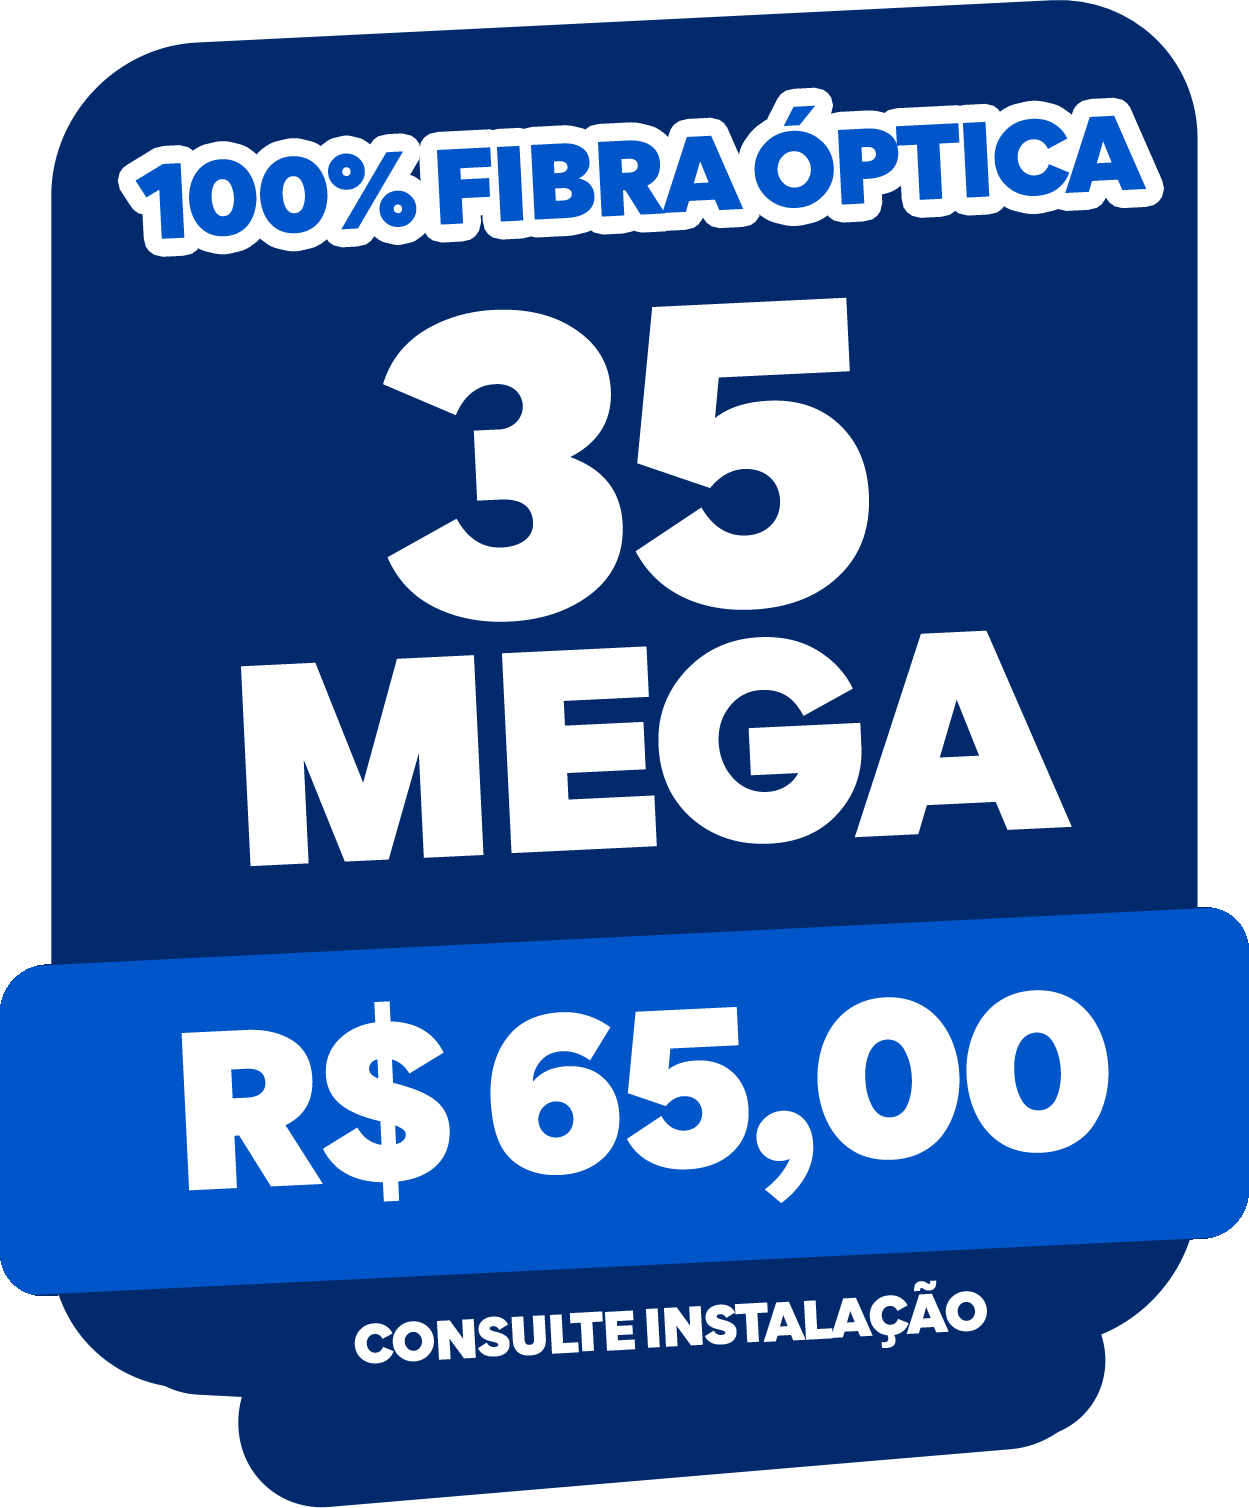 100% FIBRA ÓPTICA
35
MEGA
R$ 65,00
CONSULTE INSTALAÇÃO